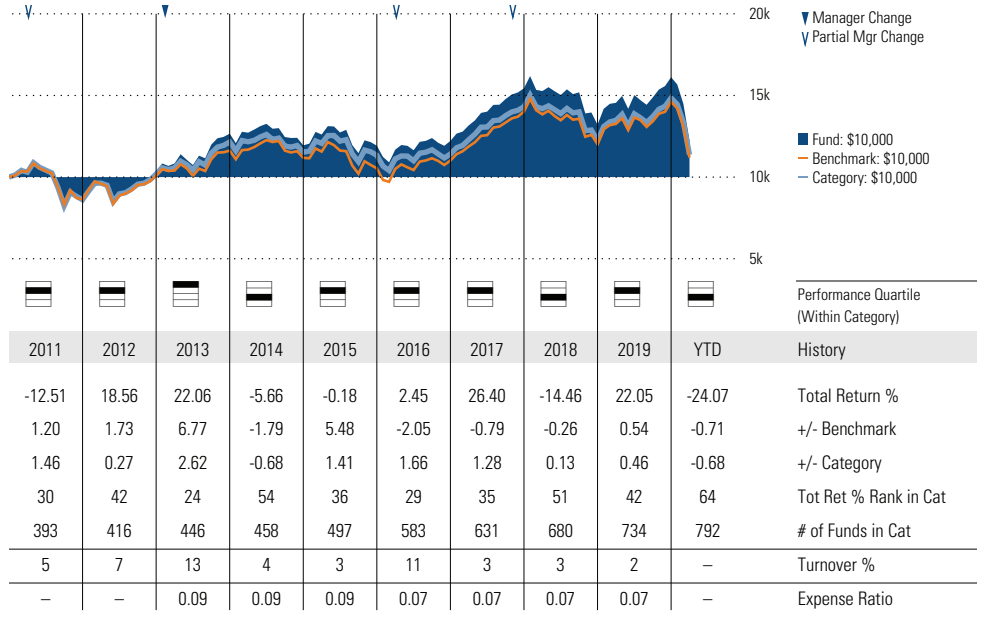 20k
15k
10k
5k
Manager Change
Partial Mgr Change
Fund: $10,000
Benchmark: $10,000
Category: $10,000
Performance Quartile
(Within Category)
2011 2012 2013 2014 2015 2016 2017 2018 2019 YTD History
-12.51 18.56 22.06 -5.66 -0.18 2.45 26.40 -14.46 22.05 -24.07 Total Return %
1.20 1.73 6.77 -1.79 5.48 -2.05 -0.79 -0.26 0.54 -0.71 +/- Benchmark
1.46 0.27 2.62 -0.68 1.41 1.66 1.28 0.13 0.46 -0.68 +/- Category
30 42 24 54 36 29 35 51 42 64 Tot Ret % Rank in Cat
393 416 446 458 497 583 631 680 734 792 # of Funds in Cat
5 7 13 4 3 11 3 3 2 – Turnover %
– – 0.09 0.09 0.09 0.07 0.07 0.07 0.07 – Expense Ratio